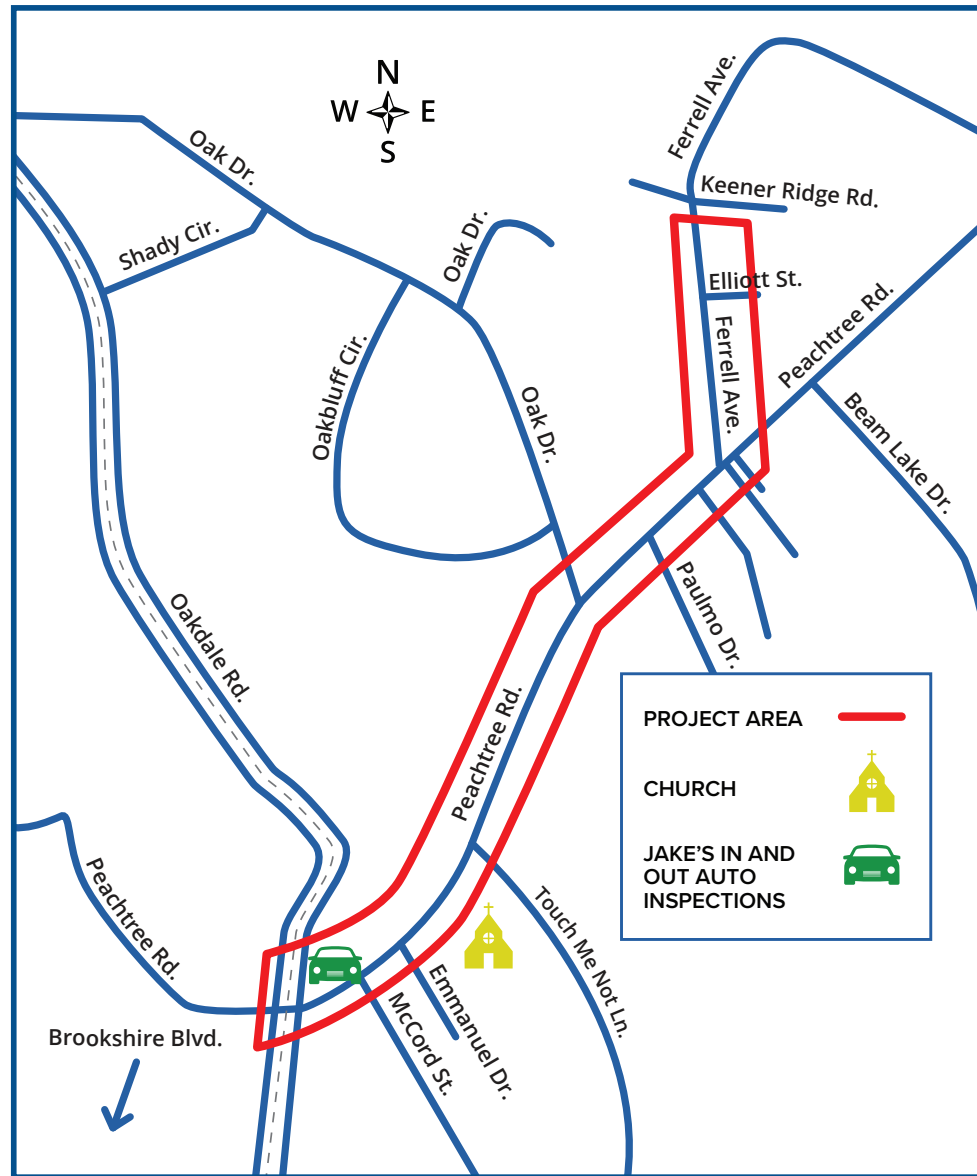 N
W E
S
Ferrell Ave.
Oak Dr.
Keener Ridge Rd.
Shady Cir.
Oak Dr.
Elliott St.
Peachtree Rd.
Ferrell Ave.
Oakbluff Cir.
Oak Dr.
Beam Lake Dr.
Paulmo Dr.
Oakdale Rd.
Peachtree Rd.
PROJECT AREA
CHURCH
JAKE'S IN AND
OUT AUTO
INSPECTIONS
Peachtree Rd.
Touch Me Not Ln.
Emmanuel Dr.
McCord St.
Brookshire Blvd.